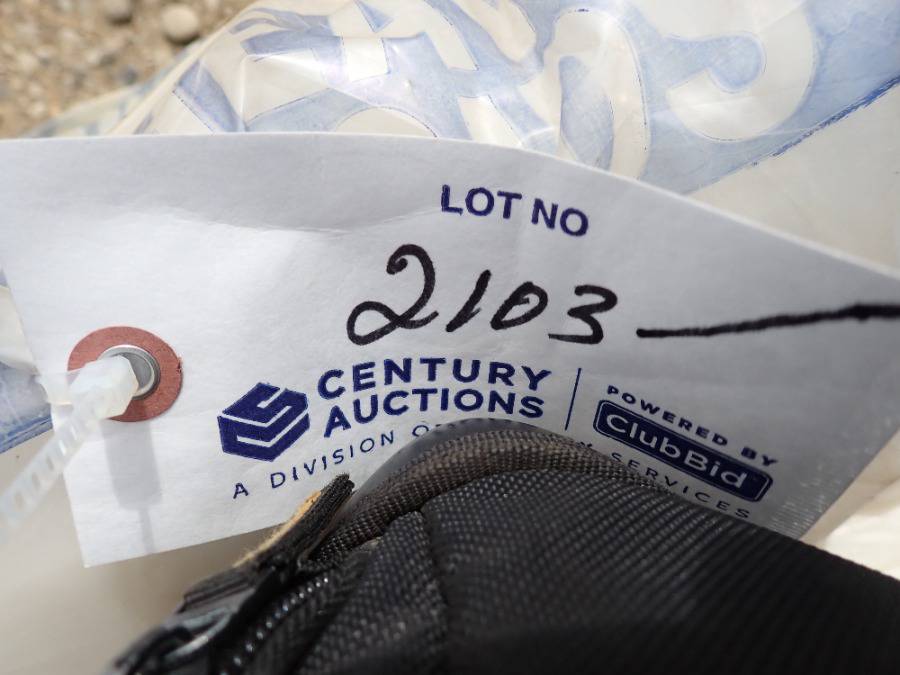 LOT NO
2103
CENTURY
AUCTIONS
A DIVISION
POWERED BY
ClubBid
SERVICES